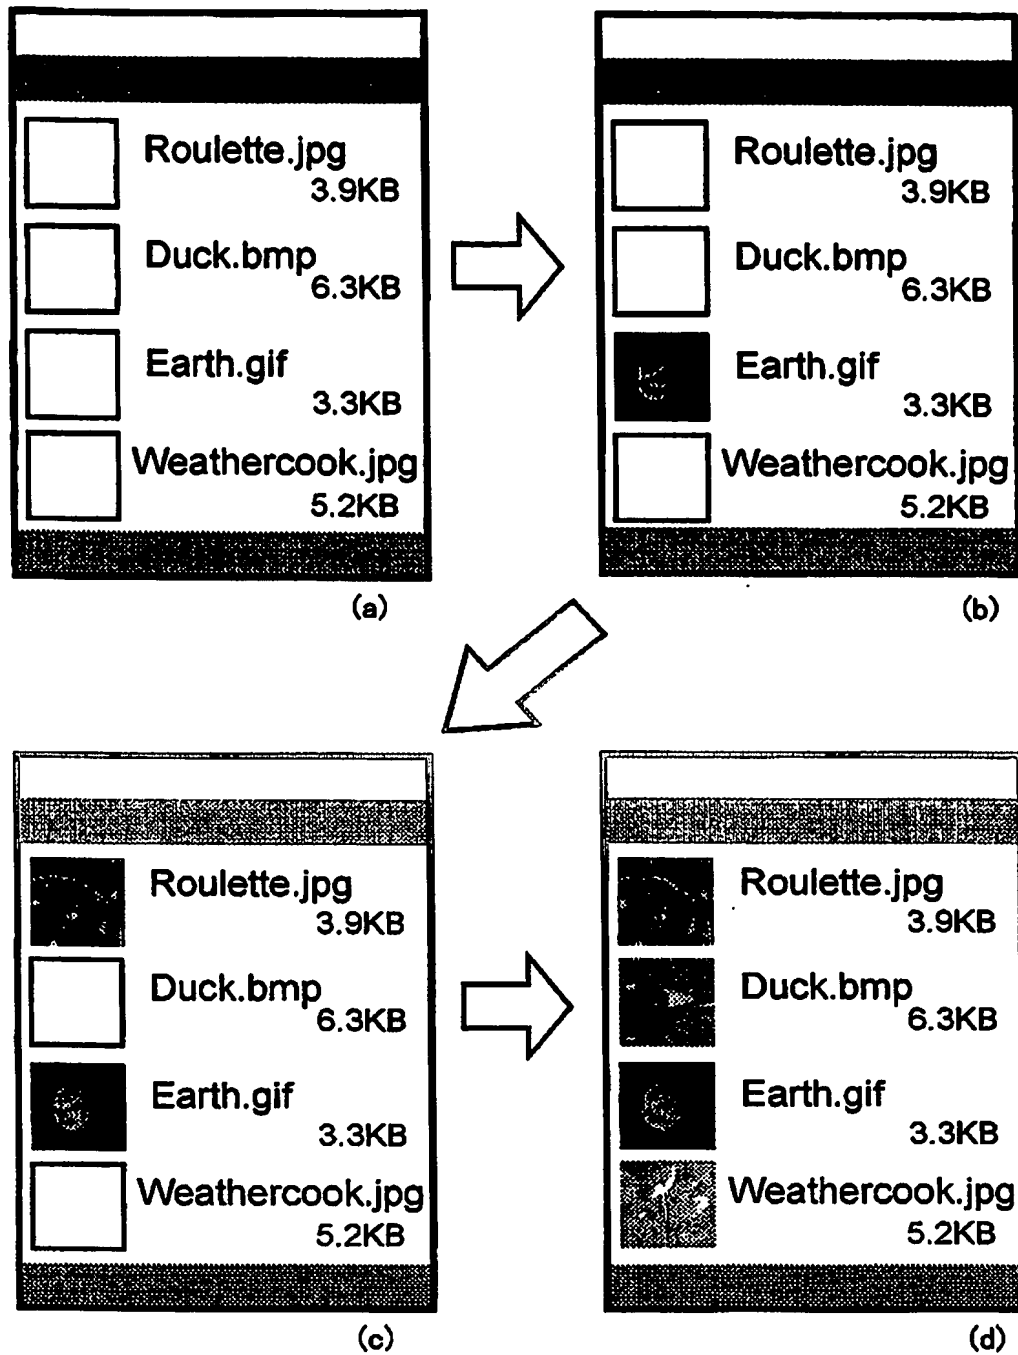 Roulette.jpg
3.9KB
Duck.bmp
6.3KB
Earth.gif
3.3KB
Weathercook.jpg
5.2KB
(a)
Roulette.jpg
3.9KB
Duck.bmp
6.3KB
Earth.gif
3.3KB
Weathercook.jpg
5.2KB
(b)
Roulette.jpg
3.9KB
Duck.bmp
6.3KB
Earth.gif
3.3KB
Weathercook.jpg
5.2KB
(c)
Roulette.jpg
3.9KB
Duck.bmp
6.3KB
Earth.gif
3.3KB
Weathercook.jpg
5.2KB
(d)